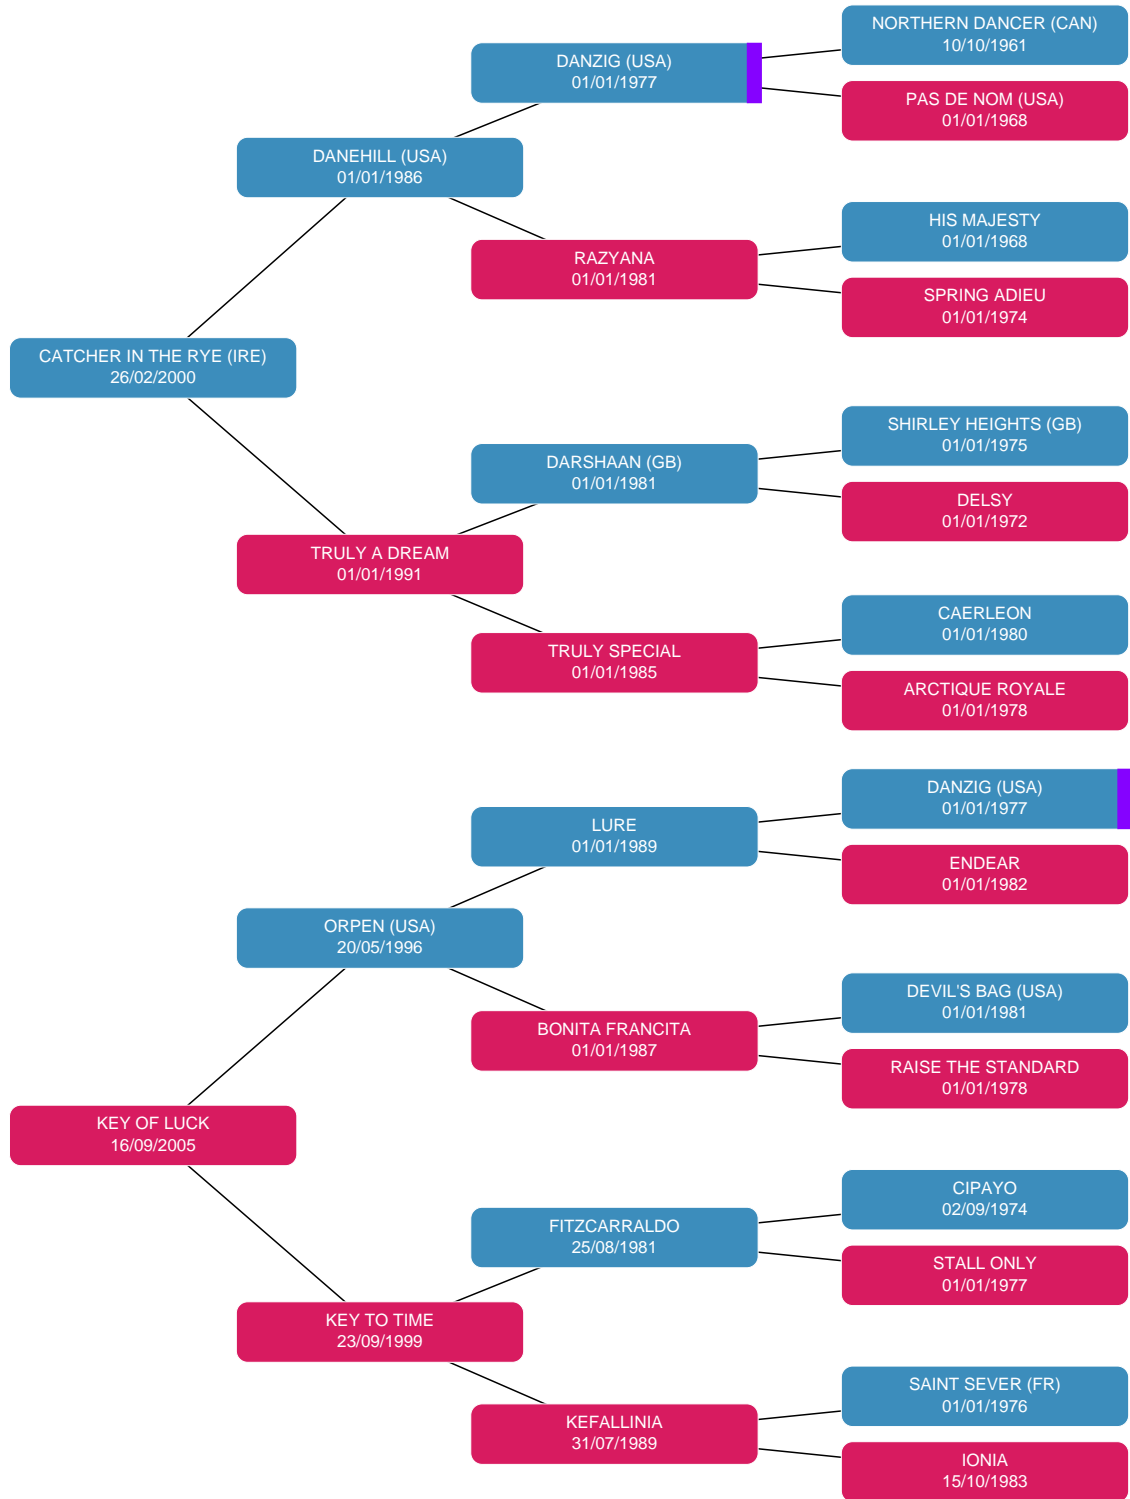 NORTHERN DANCER (CAN)
10/10/1961
DANZIG (USA)
01/01/1977
PAS DE NOM (USA)
01/01/1968
DANEHILL (USA)
01/01/1986
HIS MAJESTY
01/01/1968
RAZYANA
01/01/1981
SPRING ADIEU
01/01/1974
CATCHER IN THE RYE (IRE)
26/02/2000
SHIRLEY HEIGHTS (GB)
01/01/1975
DARSHAAN (GB)
01/01/1981
DELSY
01/01/1972
TRULY A DREAM
01/01/1991
CAERLEON
01/01/1980
TRULY SPECIAL
01/01/1985
ARCTIQUE ROYALE
01/01/1978
DANZIG (USA)
01/01/1977
LURE
01/01/1989
ENDEAR
01/01/1982
ORPEN (USA)
20/05/1996
DEVIL'S BAG (USA)
01/01/1981
BONITA FRANCITA
01/01/1987
RAISE THE STANDARD
01/01/1978
KEY OF LUCK
16/09/2005
CIPAYO
02/09/1974
FITZCARRALDO
25/08/1981
STALL ONLY
01/01/1977
KEY TO TIME
23/09/1999
SAINT SEVER (FR)
01/01/1976
KEFALLINIA
31/07/1989
IONIA
15/10/1983